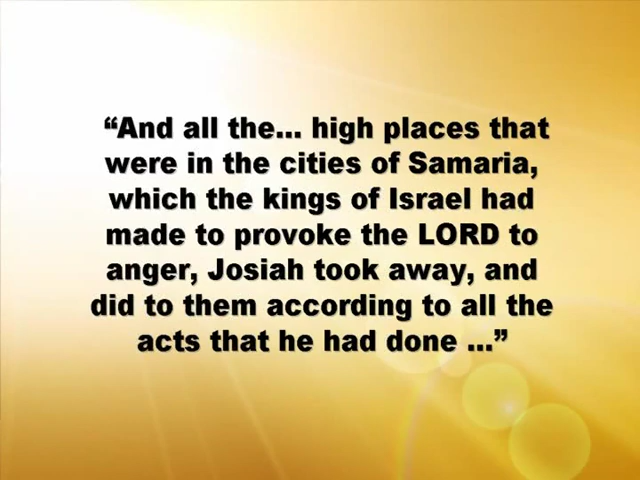 “And all the... high places that
were in the cities of Samaria,
which the kings of Israel had
made to provoke the LORD to
anger, Josiah took away, and
did to them according to all the
acts that he had done ...”